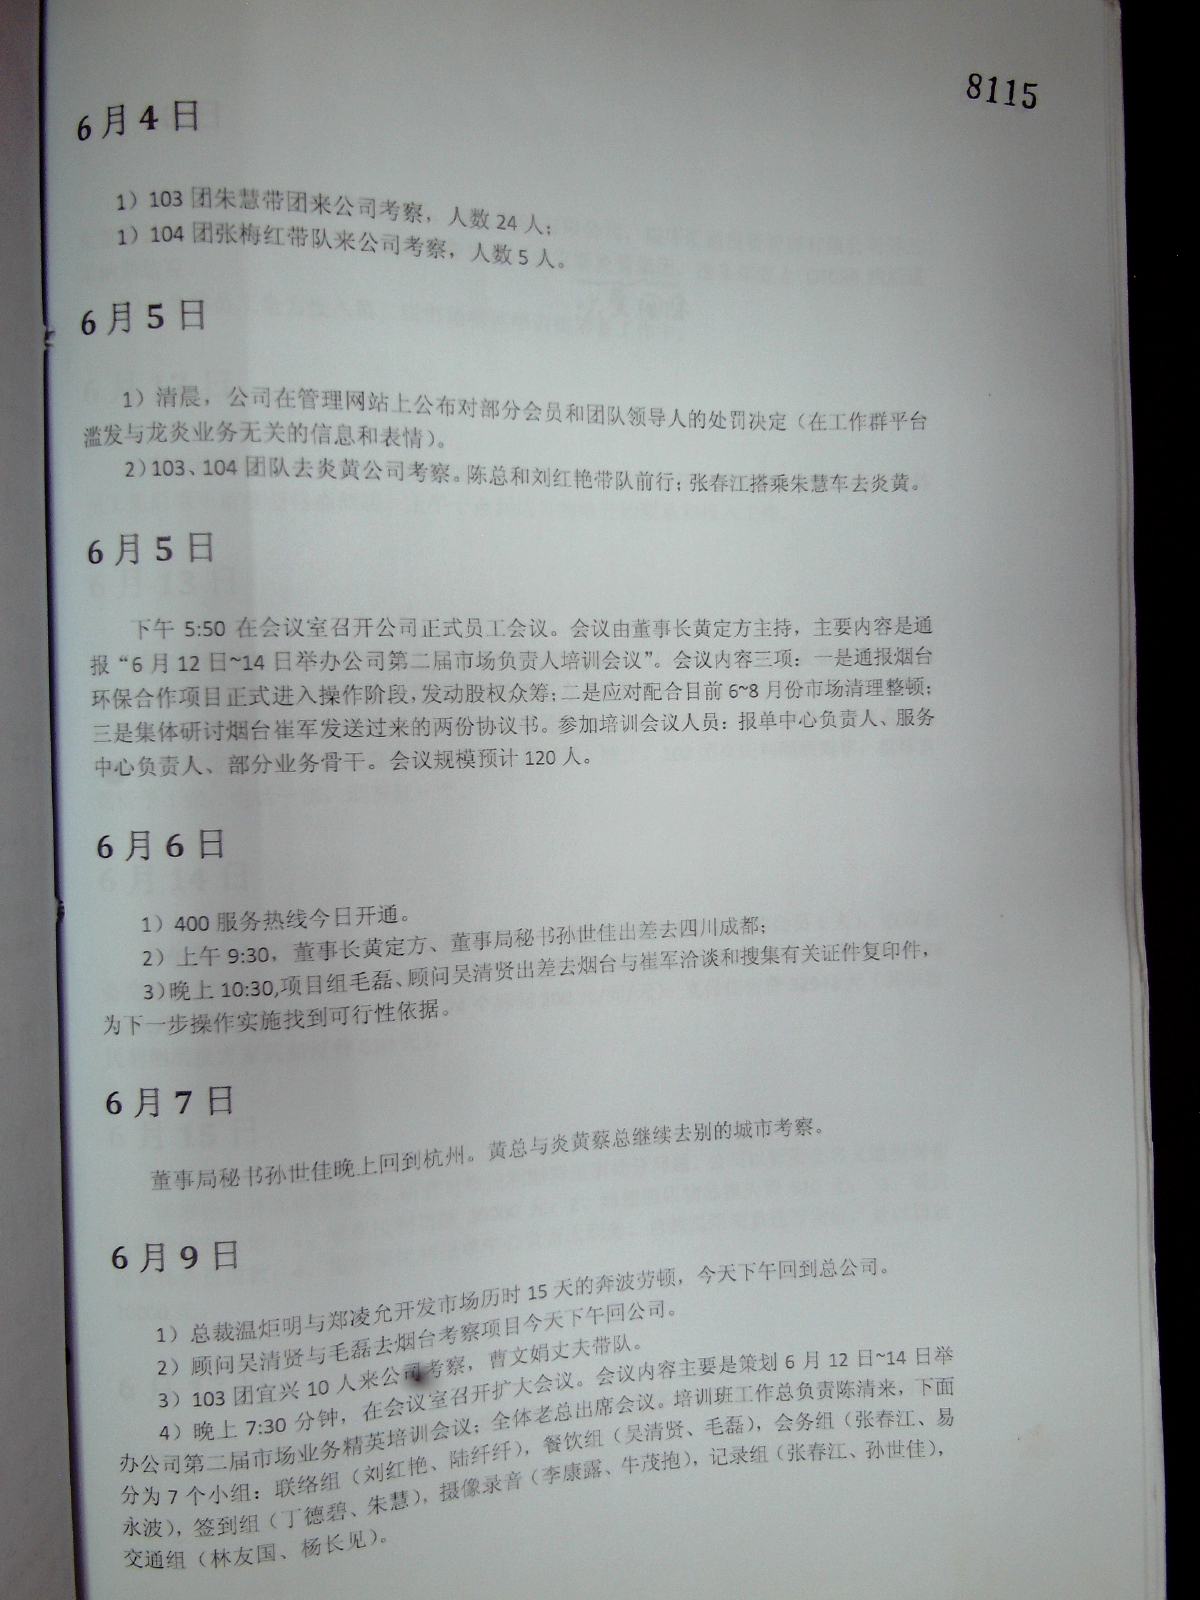 8115
6月4日
1）103 团朱慧带团来公司考察，人数 24 人；
1）104 团张梅红带队来公司考察，人数 5 人。
6月5日
1）清晨，公司在管理网站上公布对部分会员和团队领导人的处罚决定（在工作群平台
滥发与龙炎业务无关的信息和表情）。
2）103、104 团队去炎黄公司考察。陈总和刘红艳带队前行；张春江搭乘朱慧车去炎黄。
6月5日
下午 5:50 在会议室召开公司正式员工会议。会议由董事长黄定方主持，主要内容是通
报“6 月 12 日~14 日举办公司第二届市场负责人培训会议”。会议内容三项：一是通报烟台
环保合作项目正式进入操作阶段，发动股权众筹；二是应对配合目前 6~8 月份市场清理整顿；
三是集体研讨烟台崔军发送过来的两份协议书。参加培训会议人员：报单中心负责人、服务
中心负责人、部分业务骨干。会议规模预计 120 人。
6月6日
1）400 服务热线今日开通。
2）上午 9:30，董事长黄定方、董事局秘书孙世佳出差去四川成都；
3）晚上 10:30,项目组毛磊、顾问吴清贤出差去烟台与崔军洽谈和搜集有关证件复印件，
为下一步操作实施找到可行性依据。
6月7日
董事局秘书孙世佳晚上回到杭州。黄总与炎黄蔡总继续去别的城市考察。
6月9日
1）总裁温炬明与郑凌允开发市场历时 15 天的奔波劳顿，今天下午回到总公司。
2）顾问吴清贤与毛磊去烟台考察项目今天下午回公司。
3）103 团宜兴 10 人来公司考察，曹文娟丈夫带队。
4）晚上 7:30 分钟，在会议室召开扩大会议。会议内容主要是策划 6 月 12 日~14 日举
办公司第二届市场业务精英培训会议；全体老总出席会议。培训班工作总负责陈清来，下面
分为 7 个小组：联络组（刘红艳、陆纤纤），餐饮组（吴清贤、毛磊），会务组（张春江、易
永波），签到组（丁德碧、朱慧），摄像录音（李康露、牛茂抱），记录组（张春江、孙世佳），
交通组（林友国、杨长见）。